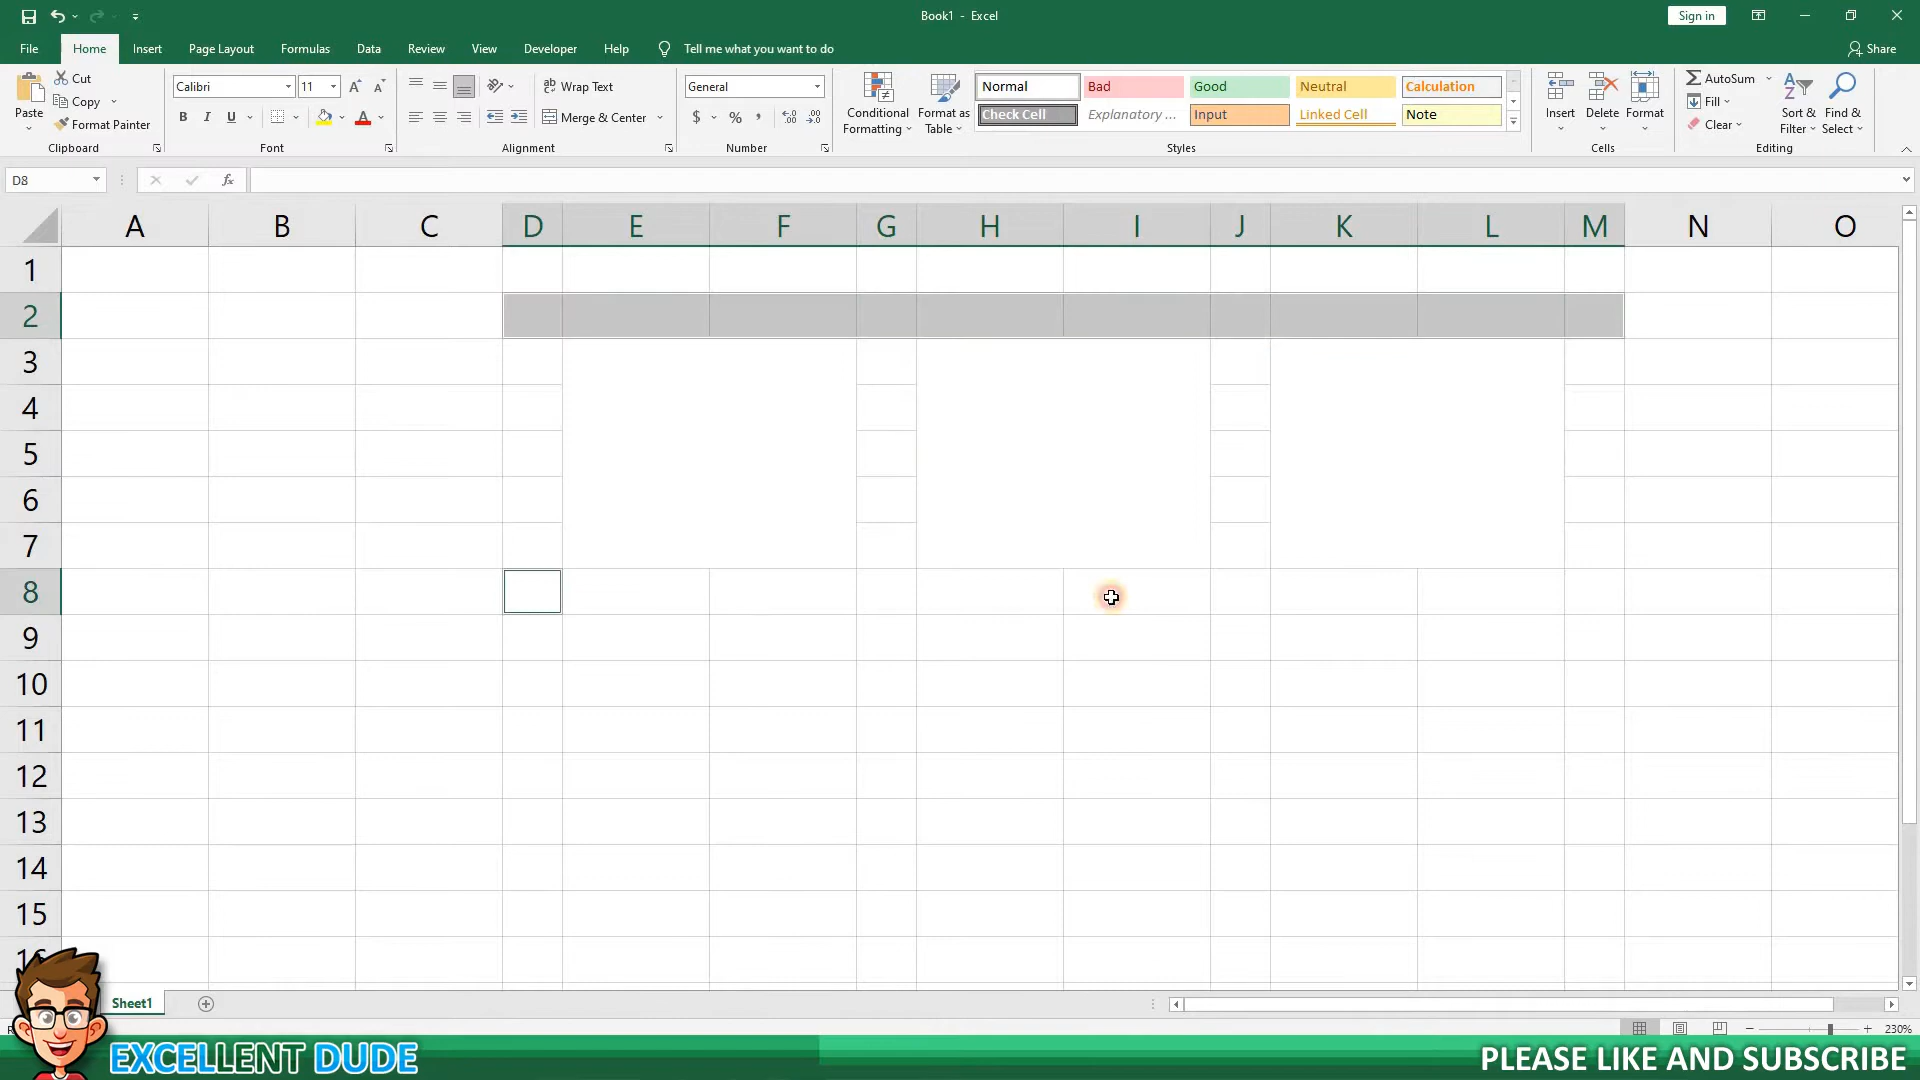 Book1 - Excel
Sign in
File Home Insert Page Layout Formulas Data Review View Developer Help Tell me what you want to do Share
Paste
Cut
Copy
Format Painter
Clipboard
Calibri 11
B I U
Font
Wrap Text
Merge & Center
Alignment
General
$ % ,
Number
Conditional Formatting
Format as Table
Normal Bad Good Neutral Calculation
Check Cell Explanatory ... Input Linked Cell Note
Styles
Insert Delete Format
Cells
AutoSum
Fill
Clear
Sort & Filter
Find & Select
Editing
D8 fx
A B C D E F G H I J K L M N O
1
2
3
4
5
6
7
8
9
10
11
12
13
14
15
Sheet1
230%
EXCELLENT DUDE
PLEASE LIKE AND SUBSCRIBE